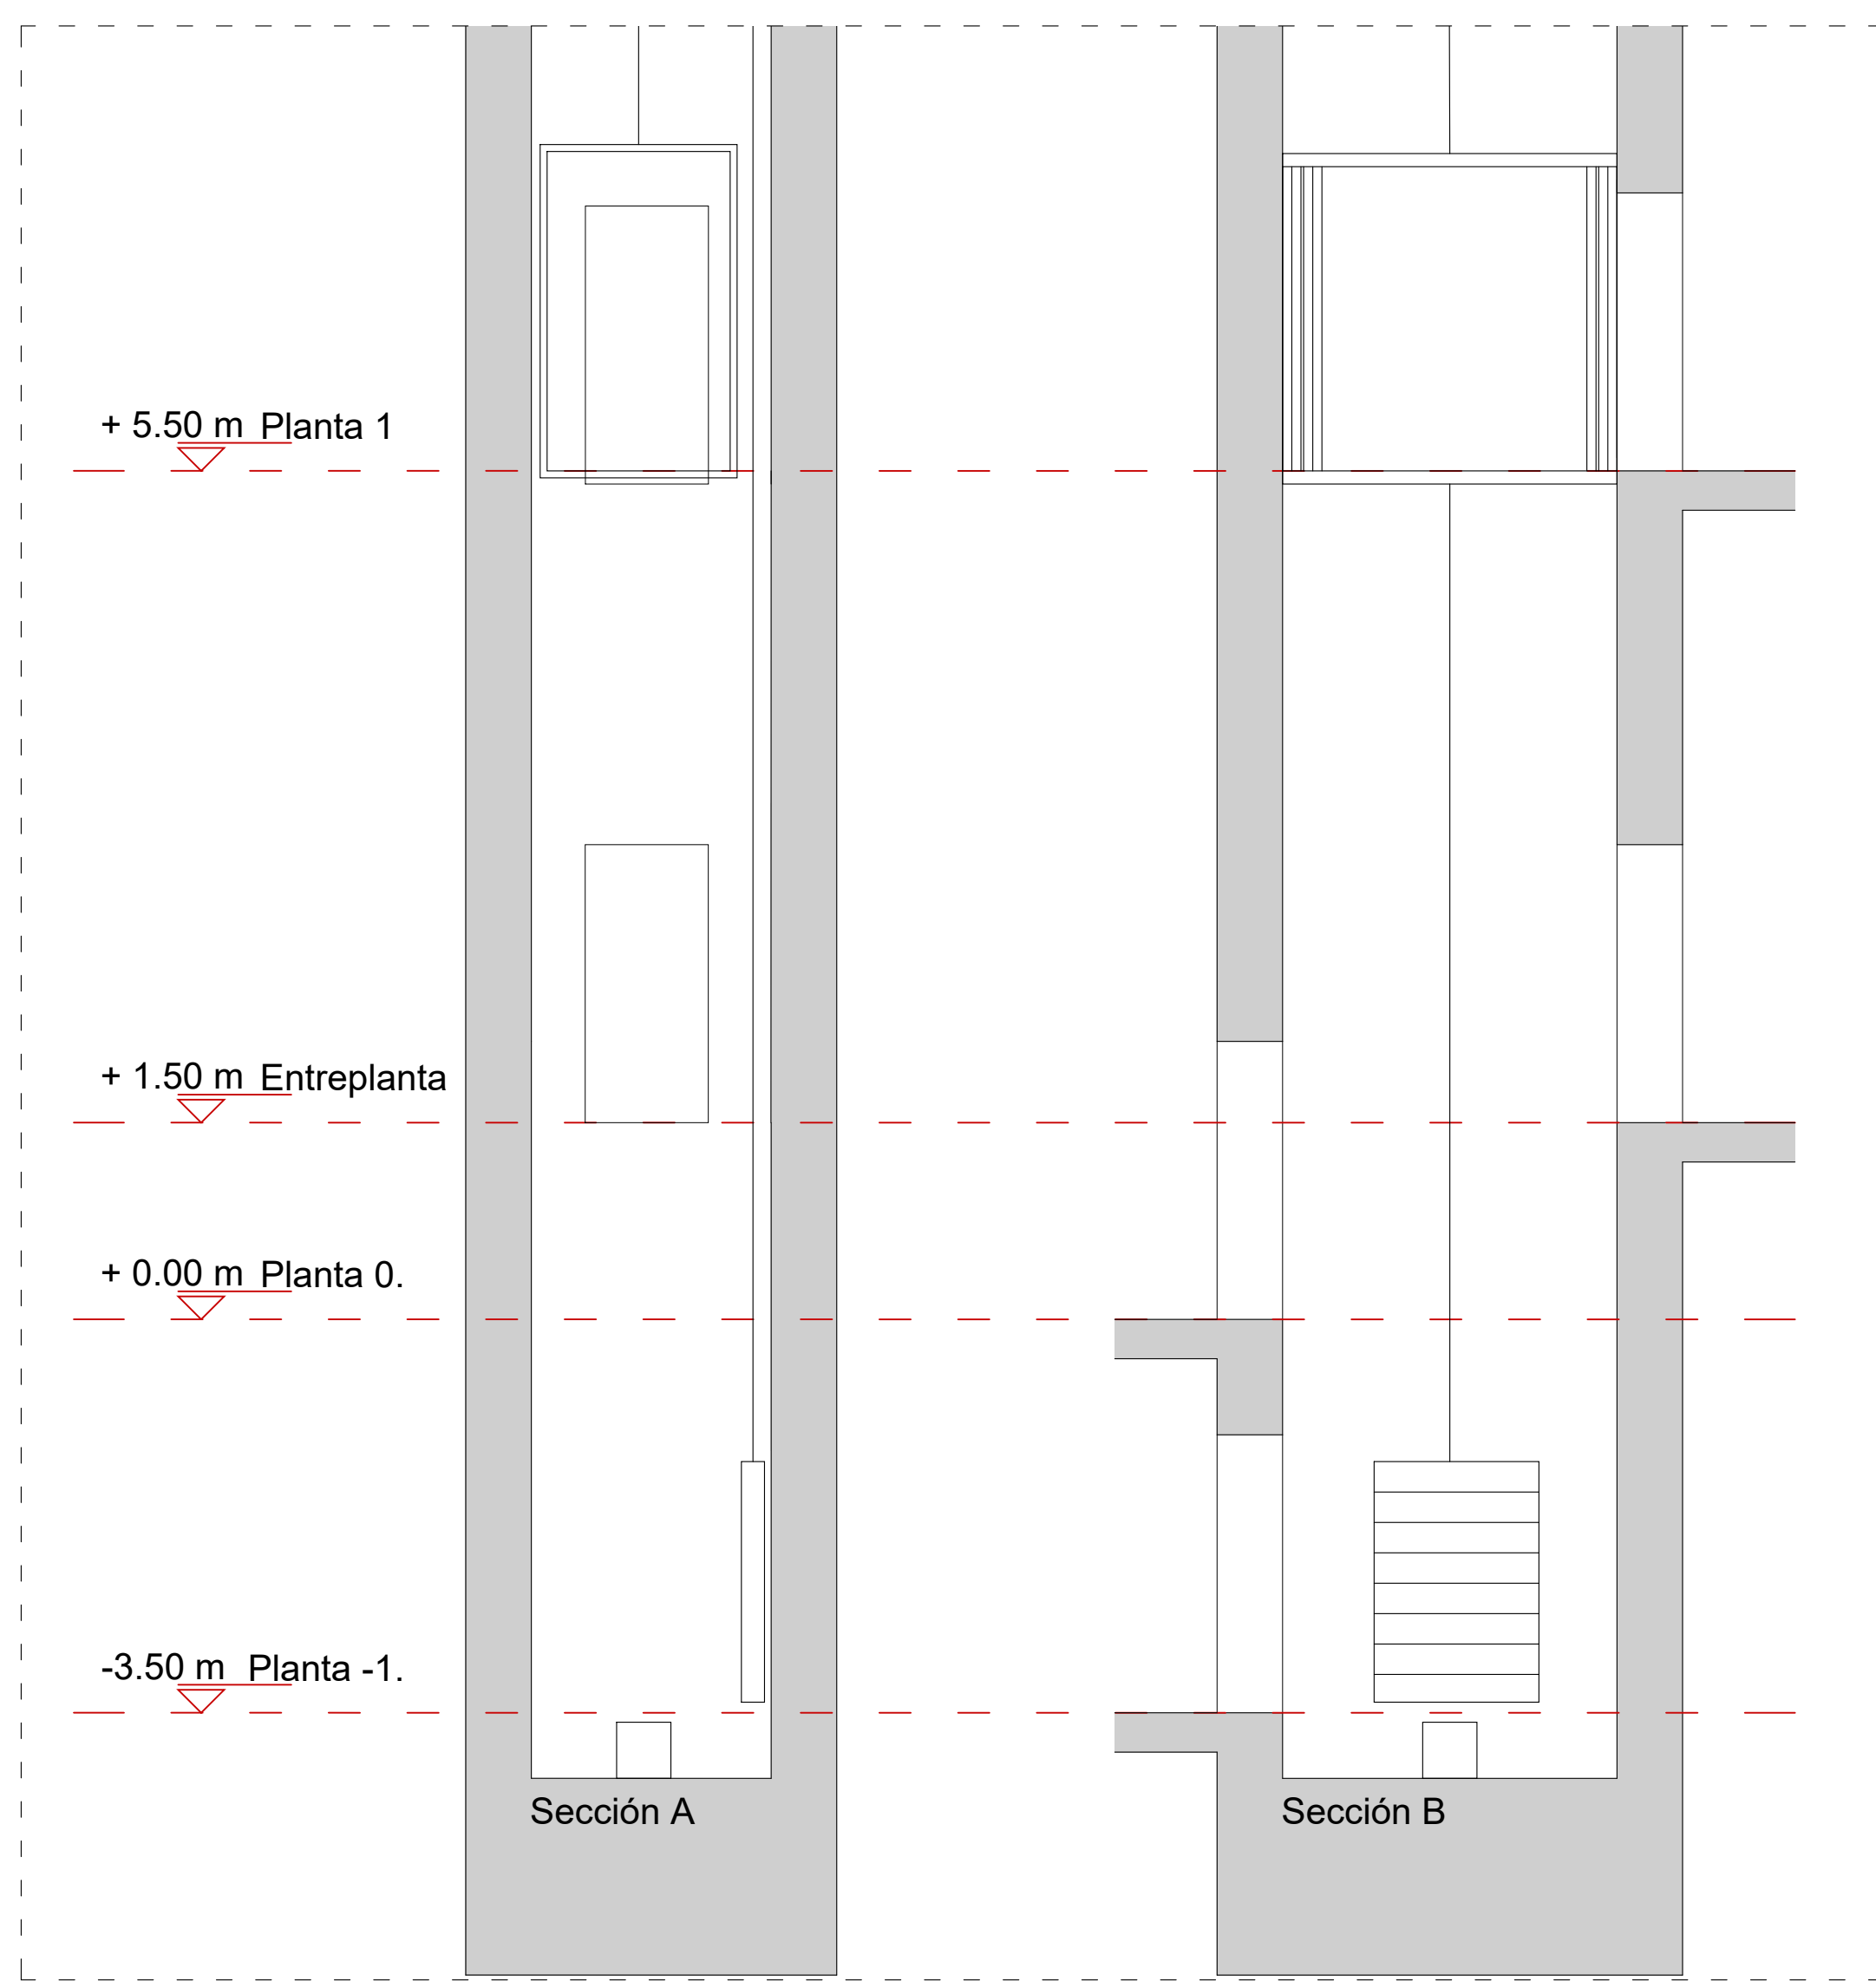 + 5.50 m Planta 1
+ 1.50 m Entreplanta
+ 0.00 m Planta 0.
-3.50 m Planta -1.
Sección A
Sección B